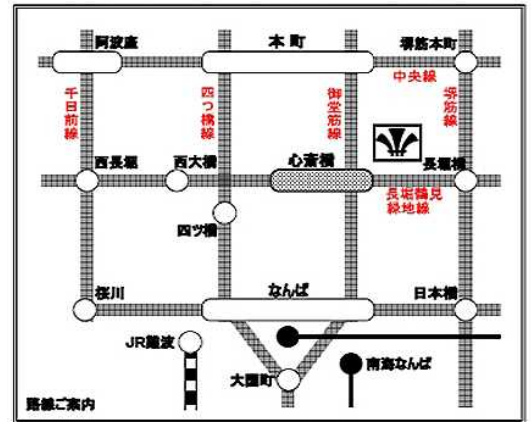 阿波座
本町
堺筋本町
中央線
千日前線
四つ橋線
御堂筋線
堺筋線
西長堀
西大橋
心斎橋
長堀橋
長堀鶴見
緑地線
四ツ橋
桜川
なんば
日本橋
JR難波
大国町
南海なんば
路線ご案内